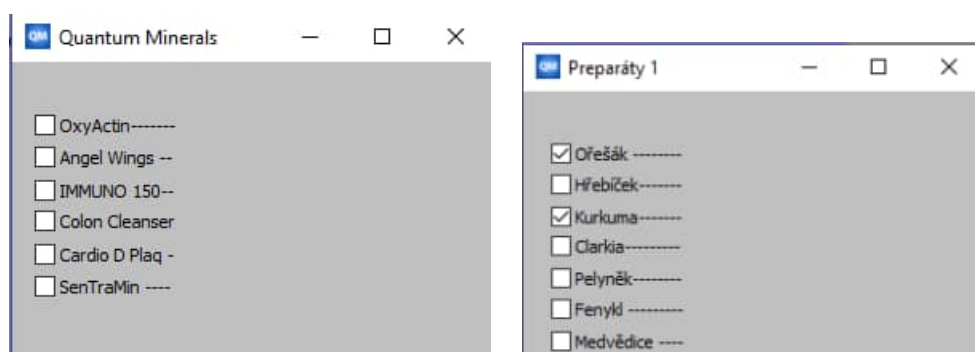 QM Quantum Minerals
OxyActin-------
Angel Wings --
IMMUNO 150--
Colon Cleanser
Cardio D Plaq -
SenTraMin ----
QM Preparáty 1
Ořešák --------
Hřebíček-------
Kurkuma-------
Clarkia---------
Pelyněk--------
Fenykl ---------
Medvědice ----